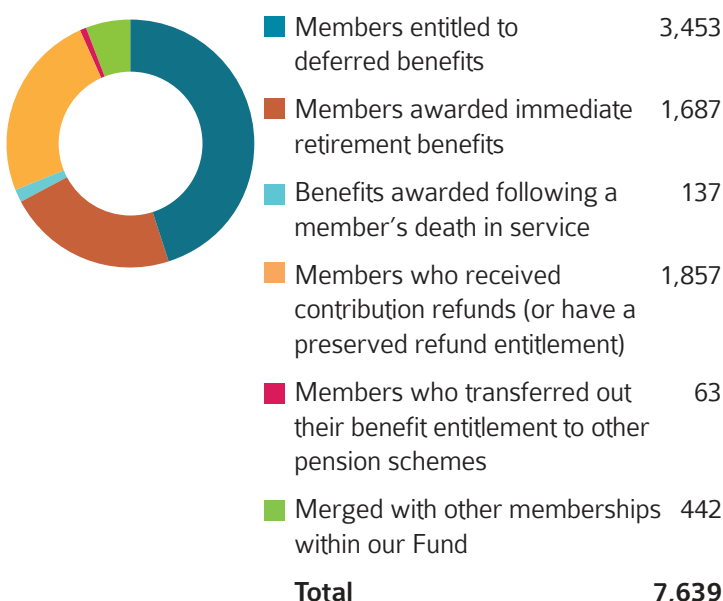 Members entitled to 3,453
deferred benefits
Members awarded immediate 1,687
retirement benefits
Benefits awarded following a 137
member's death in service
Members who received 1,857
contribution refunds (or have a
preserved refund entitlement)
Members who transferred out 63
their benefit entitlement to other
pension schemes
Merged with other memberships 442
within our Fund
Total 7,639